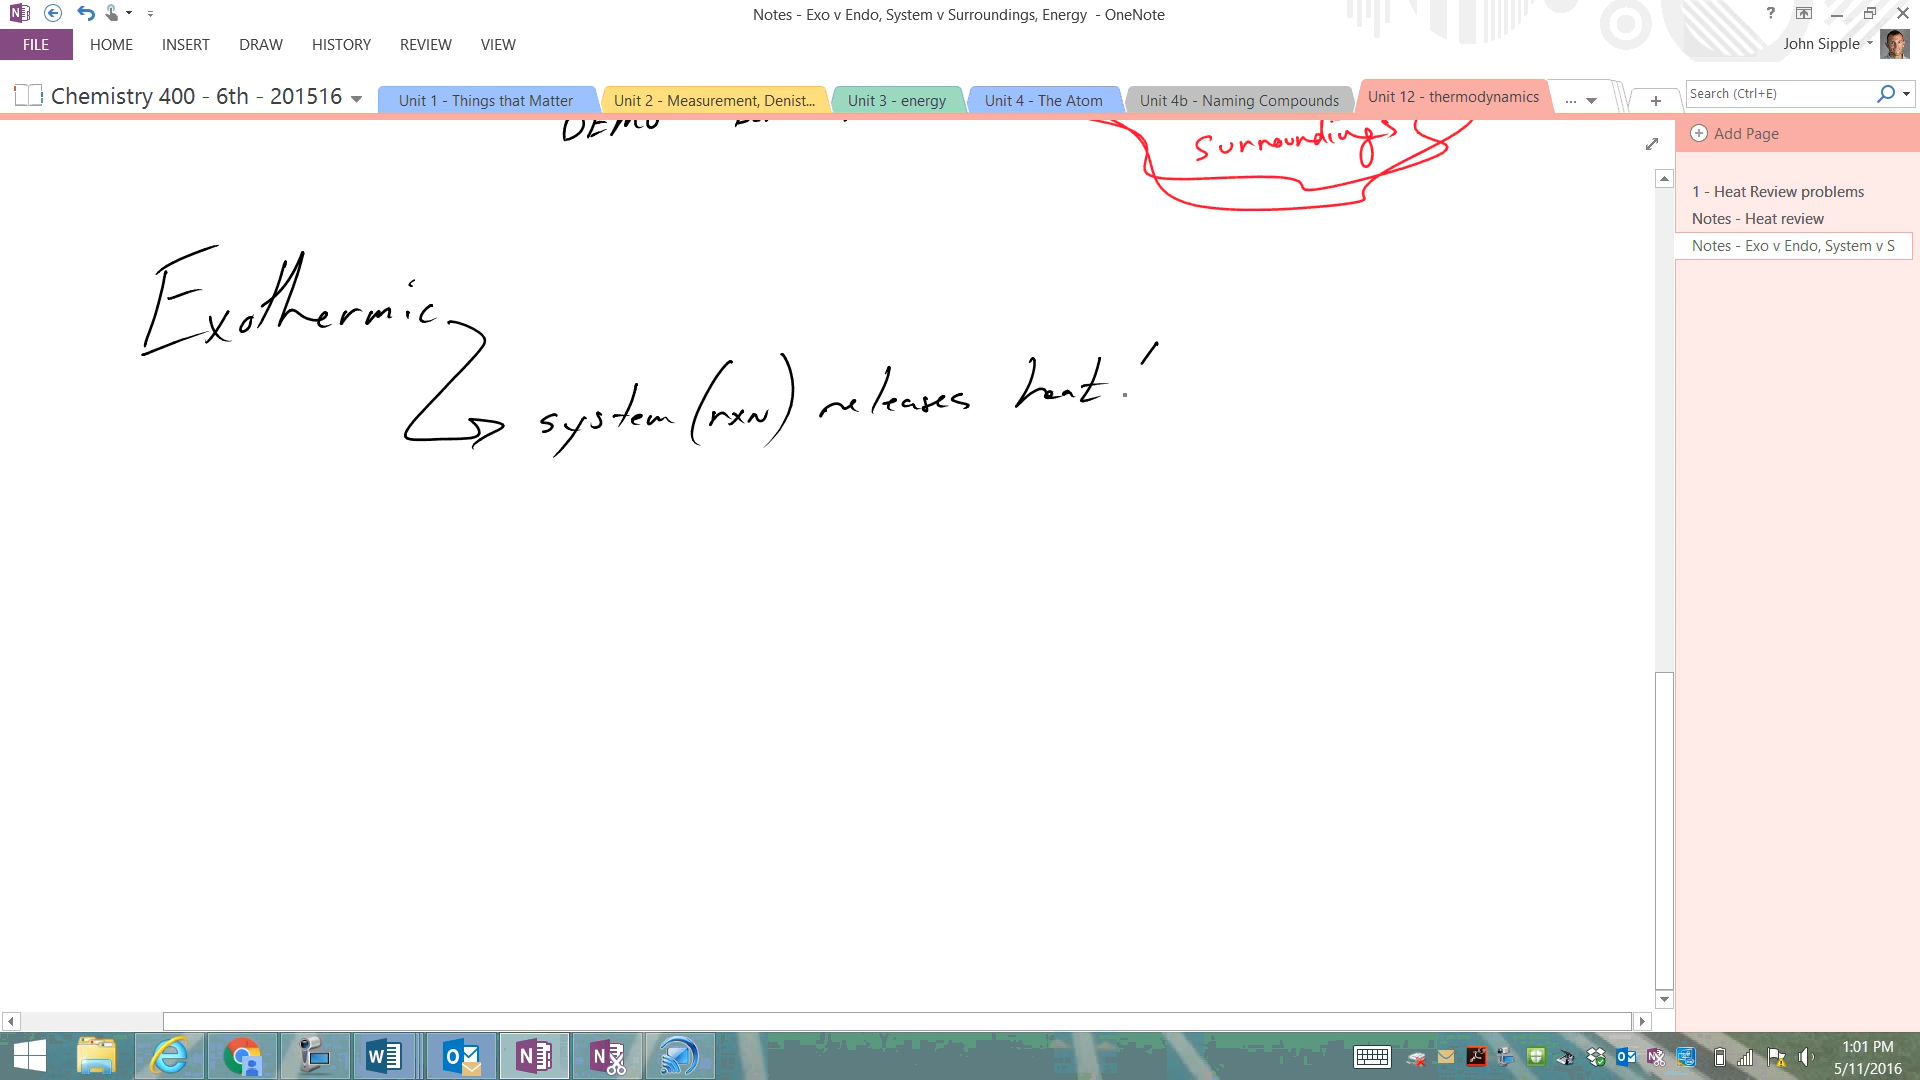 Notes - Exo v Endo, System v Surroundings, Energy - OneNote
FILE HOME INSERT DRAW HISTORY REVIEW VIEW
John Sipple
Chemistry 400 - 6th - 201516
Unit 1 - Things that Matter
Unit 2 - Measurement, Denist...
Unit 3 - energy
Unit 4 - The Atom
Unit 4b - Naming Compounds
Unit 12 - thermodynamics
...
Search (Ctrl+E)
Add Page
1 - Heat Review problems
Notes - Heat review
Notes - Exo v Endo, System v S
DEMO
surroundings
Exothermic
system (rxn) releases heat!
1:01 PM
5/11/2016